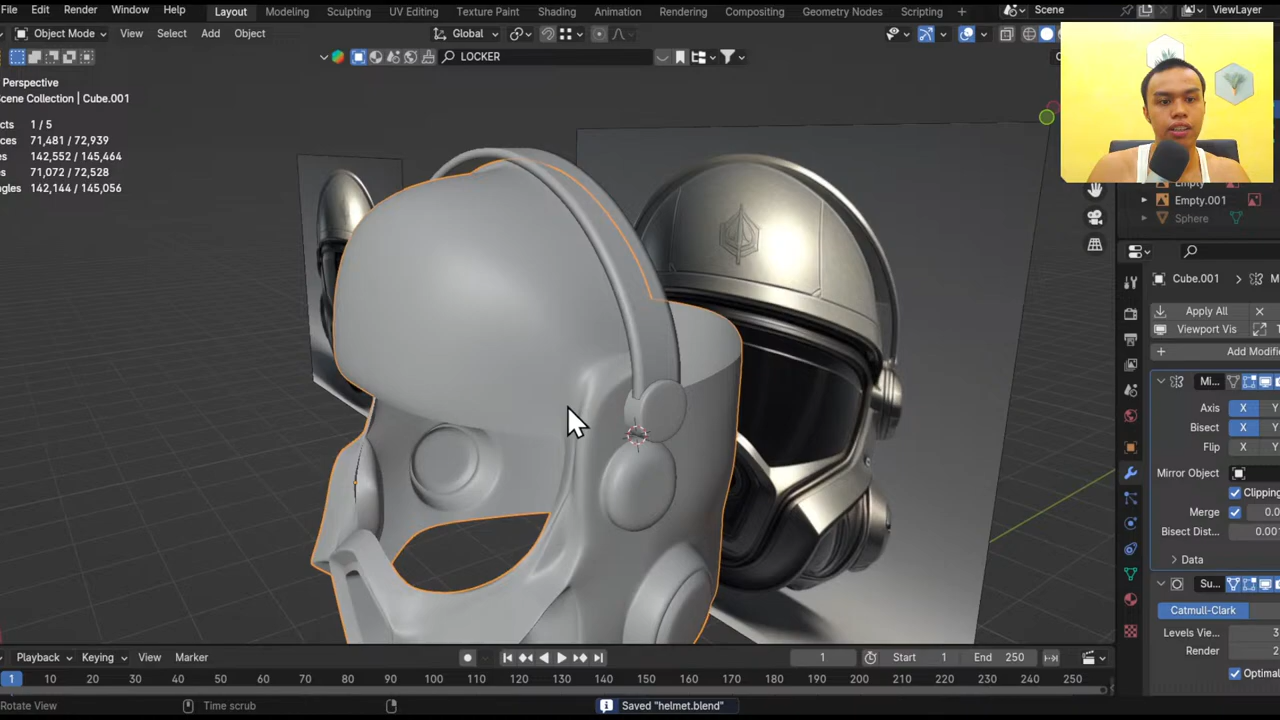 File Edit Render Window Help Layout Modeling Sculpting UV Editing Texture Paint Shading Animation Rendering Compositing Geometry Nodes Scripting + Scene ViewLayer
Object Mode View Select Add Object Global
LOCKER
Perspective
Scene Collection | Cube.001
1 / 5
71,481 / 72,939
142,552 / 145,464
71,072 / 72,528
142,144 / 145,056
Empty
Empty.001
Sphere
Cube.001 > M
Apply All
Viewport Vis
Add Modifi
Mi...
Axis X Y
Bisect X Y
Flip X Y
Mirror Object
Clipping
Merge 0.0
Bisect Dist... 0.001
Data
Su...
Catmull-Clark
Levels Vie... 3
Render 2
Optimal
Playback Keying View Marker 1 Start 1 End 250
1 10 20 30 40 50 60 70 80 90 100 110 120 130 140 150 160 170 180 190 200 210 220 230 240 250
Rotate View Time scrub Saved "helmet.blend"